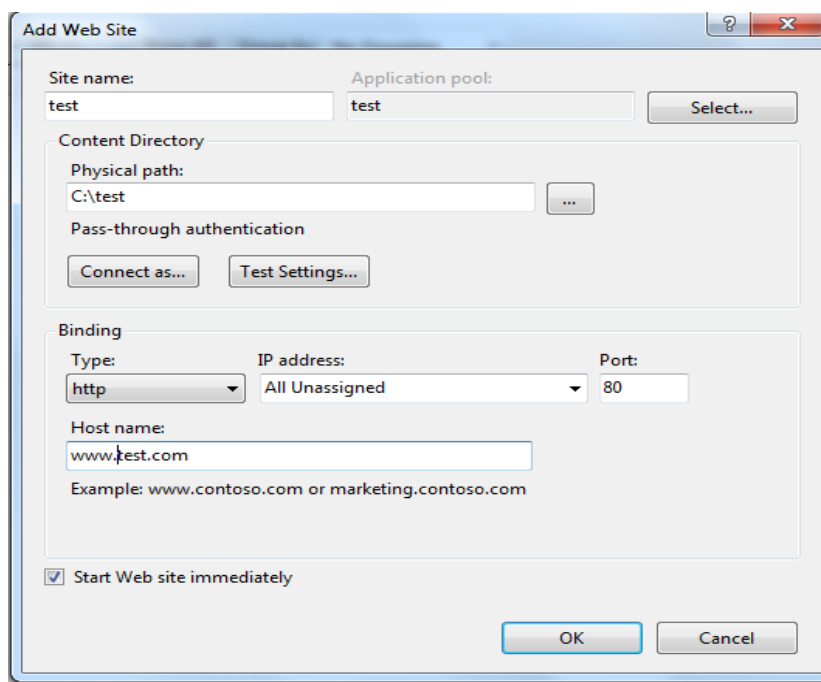 Add Web Site
Site name: Application pool:
test test Select...
Content Directory
Physical path:
C:\test ...
Pass-through authentication
Connect as... Test Settings...
Binding
Type: IP address: Port:
http All Unassigned 80
Host name:
www.test.com
Example: www.contoso.com or marketing.contoso.com
Start Web site immediately
OK Cancel